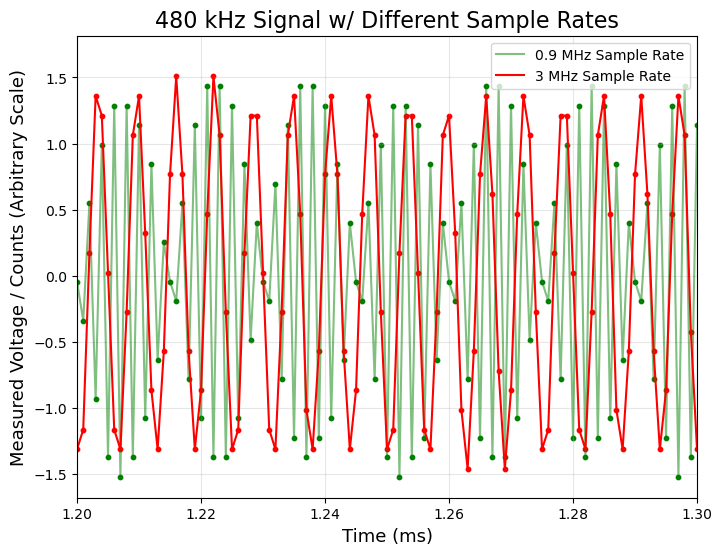 480 kHz Signal w/ Different Sample Rates
0.9 MHz Sample Rate
3 MHz Sample Rate
Measured Voltage / Counts (Arbitrary Scale)
1.5
1.0
0.5
0.0
−0.5
−1.0
−1.5
1.20
1.22
1.24
1.26
1.28
1.30
Time (ms)